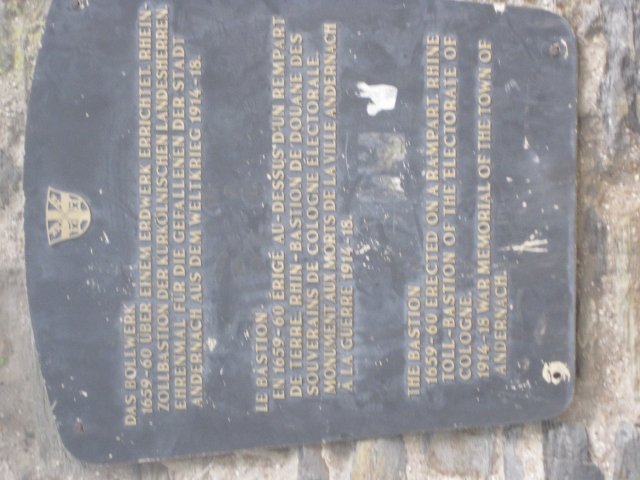 DAS BOLLWERK
1659-60 ÜBER EINEM ERDWERK ERRICHTET. RHEIN-
ZOLLBASTION DER KURKÖLNISCHEN LANDESHERREN.
EHRENMAL FÜR DIE GEFALLENEN DER STADT
ANDERNACH AUS DEM WELTKRIEG 1914-18.
LE BASTION
EN 1659-60 ÉRIGÉ AU-DESSUS D'UN REMPART
DE TERRE, RHIN-BASTION DE DOUANE DES
SOUVERAINS DE COLOGNE ÉLECTORALE.
MONUMENT AUX MORTS DE LA VILLE ANDERNACH
À LA GUERRE 1914-18.
THE BASTION
1659-60 ERECTED ON A RAMPART. RHINE
TOLL-BASTION OF THE ELECTORATE OF
COLOGNE.
1914-18 WAR MEMORIAL OF THE TOWN OF
ANDERNACH.